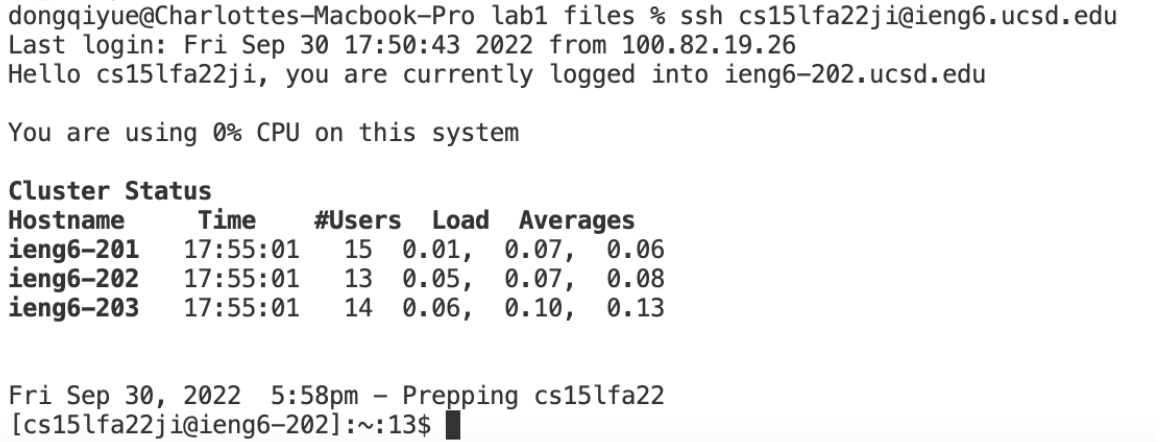 dongqiyue@Charlottes-Macbook-Pro lab1 files % ssh cs15lfa22ji@ieng6.ucsd.edu
Last login: Fri Sep 30 17:50:43 2022 from 100.82.19.26
Hello cs15lfa22ji, you are currently logged into ieng6-202.ucsd.edu
You are using 0% CPU on this system
Cluster Status
Hostname     Time    #Users  Load  Averages
ieng6-201   17:55:01   15  0.01,  0.07,  0.06
ieng6-202   17:55:01   13  0.05,  0.07,  0.08
ieng6-203   17:55:01   14  0.06,  0.10,  0.13
Fri Sep 30, 2022  5:58pm - Prepping cs15lfa22
[cs15lfa22ji@ieng6-202]:~:13$